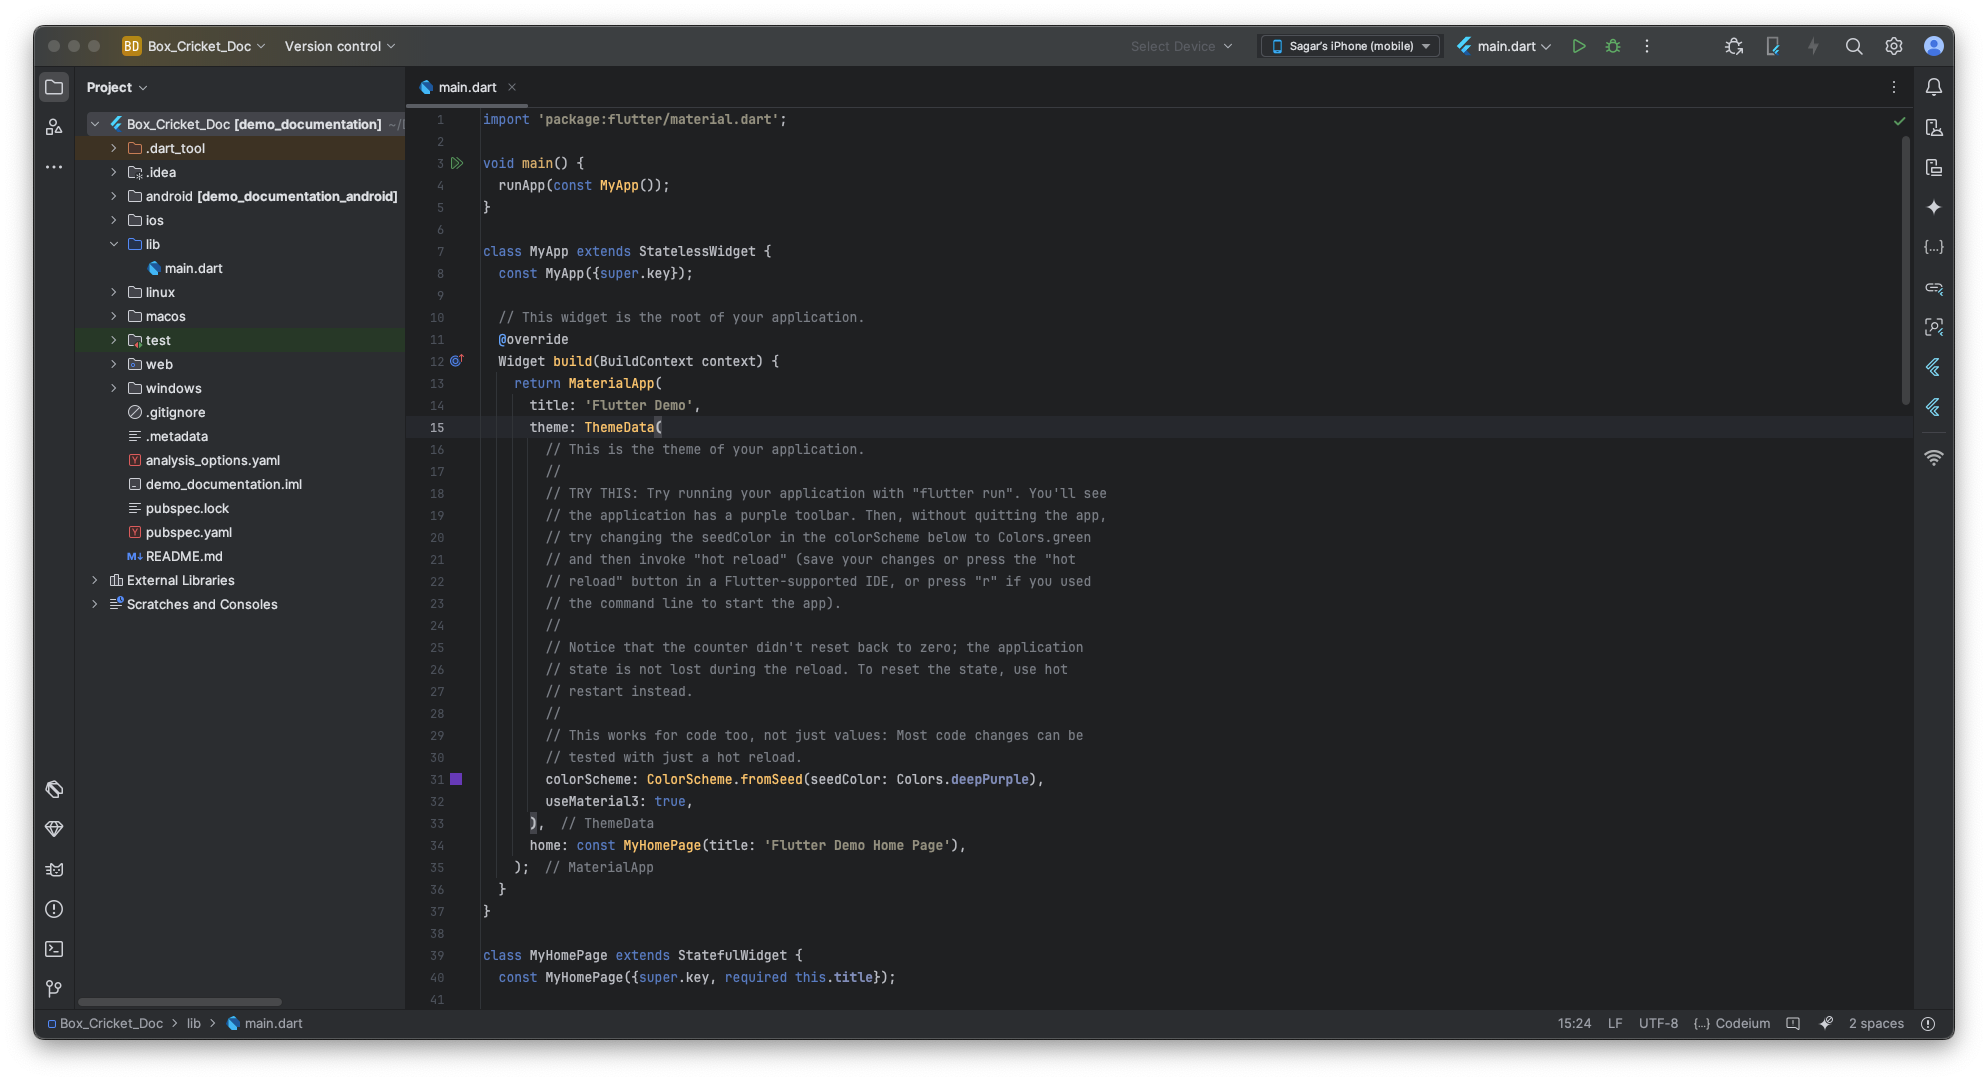 BD Box_Cricket_Doc Version control Select Device Sagar's iPhone (mobile) main.dart
Project
main.dart
Box_Cricket_Doc [demo_documentation]
.dart_tool
.idea
android [demo_documentation_android]
ios
lib
main.dart
linux
macos
test
web
windows
.gitignore
.metadata
analysis_options.yaml
demo_documentation.iml
pubspec.lock
pubspec.yaml
README.md
External Libraries
Scratches and Consoles
1 import 'package:flutter/material.dart';
2
3 void main() {
4 runApp(const MyApp());
5 }
6
7 class MyApp extends StatelessWidget {
8 const MyApp({super.key});
9
10 // This widget is the root of your application.
11 @override
12 Widget build(BuildContext context) {
13 return MaterialApp(
14 title: 'Flutter Demo',
15 theme: ThemeData(
16 // This is the theme of your application.
17 //
18 // TRY THIS: Try running your application with "flutter run". You'll see
19 // the application has a purple toolbar. Then, without quitting the app,
20 // try changing the seedColor in the colorScheme below to Colors.green
21 // and then invoke "hot reload" (save your changes or press the "hot
22 // reload" button in a Flutter-supported IDE, or press "r" if you used
23 // the command line to start the app).
24 //
25 // Notice that the counter didn't reset back to zero; the application
26 // state is not lost during the reload. To reset the state, use hot
27 // restart instead.
28 //
29 // This works for code too, not just values: Most code changes can be
30 // tested with just a hot reload.
31 colorScheme: ColorScheme.fromSeed(seedColor: Colors.deepPurple),
32 useMaterial3: true,
33 ), // ThemeData
34 home: const MyHomePage(title: 'Flutter Demo Home Page'),
35 ); // MaterialApp
36 }
37 }
38
39 class MyHomePage extends StatefulWidget {
40 const MyHomePage({super.key, required this.title});
41
Box_Cricket_Doc > lib > main.dart 15:24 LF UTF-8 {...} Codeium 2 spaces